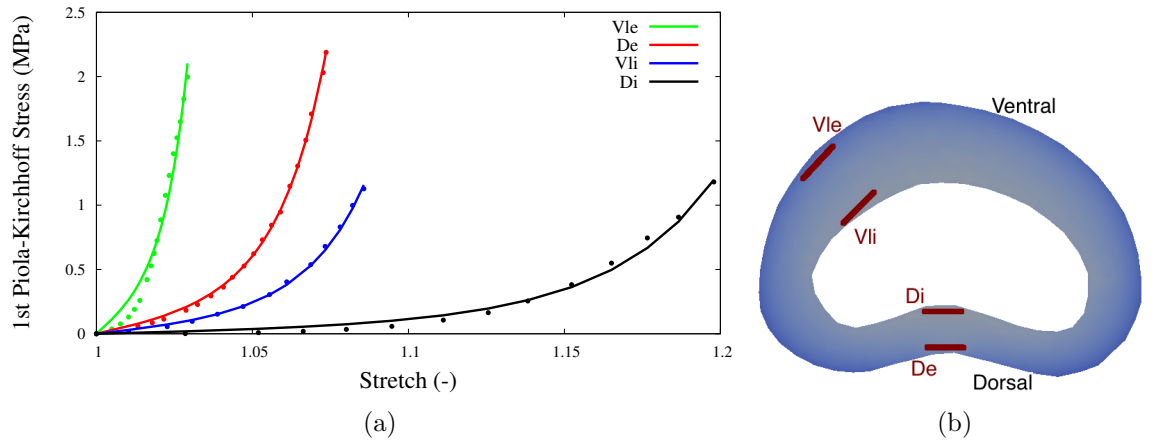 1st Piola-Kirchhoff Stress (MPa)
2.5
2
1.5
1
0.5
0
1
1.05
1.1
1.15
1.2
Stretch (-)
Vle
De
Vli
Di
(a)
Ventral
Vle
Vli
Di
De
Dorsal
(b)